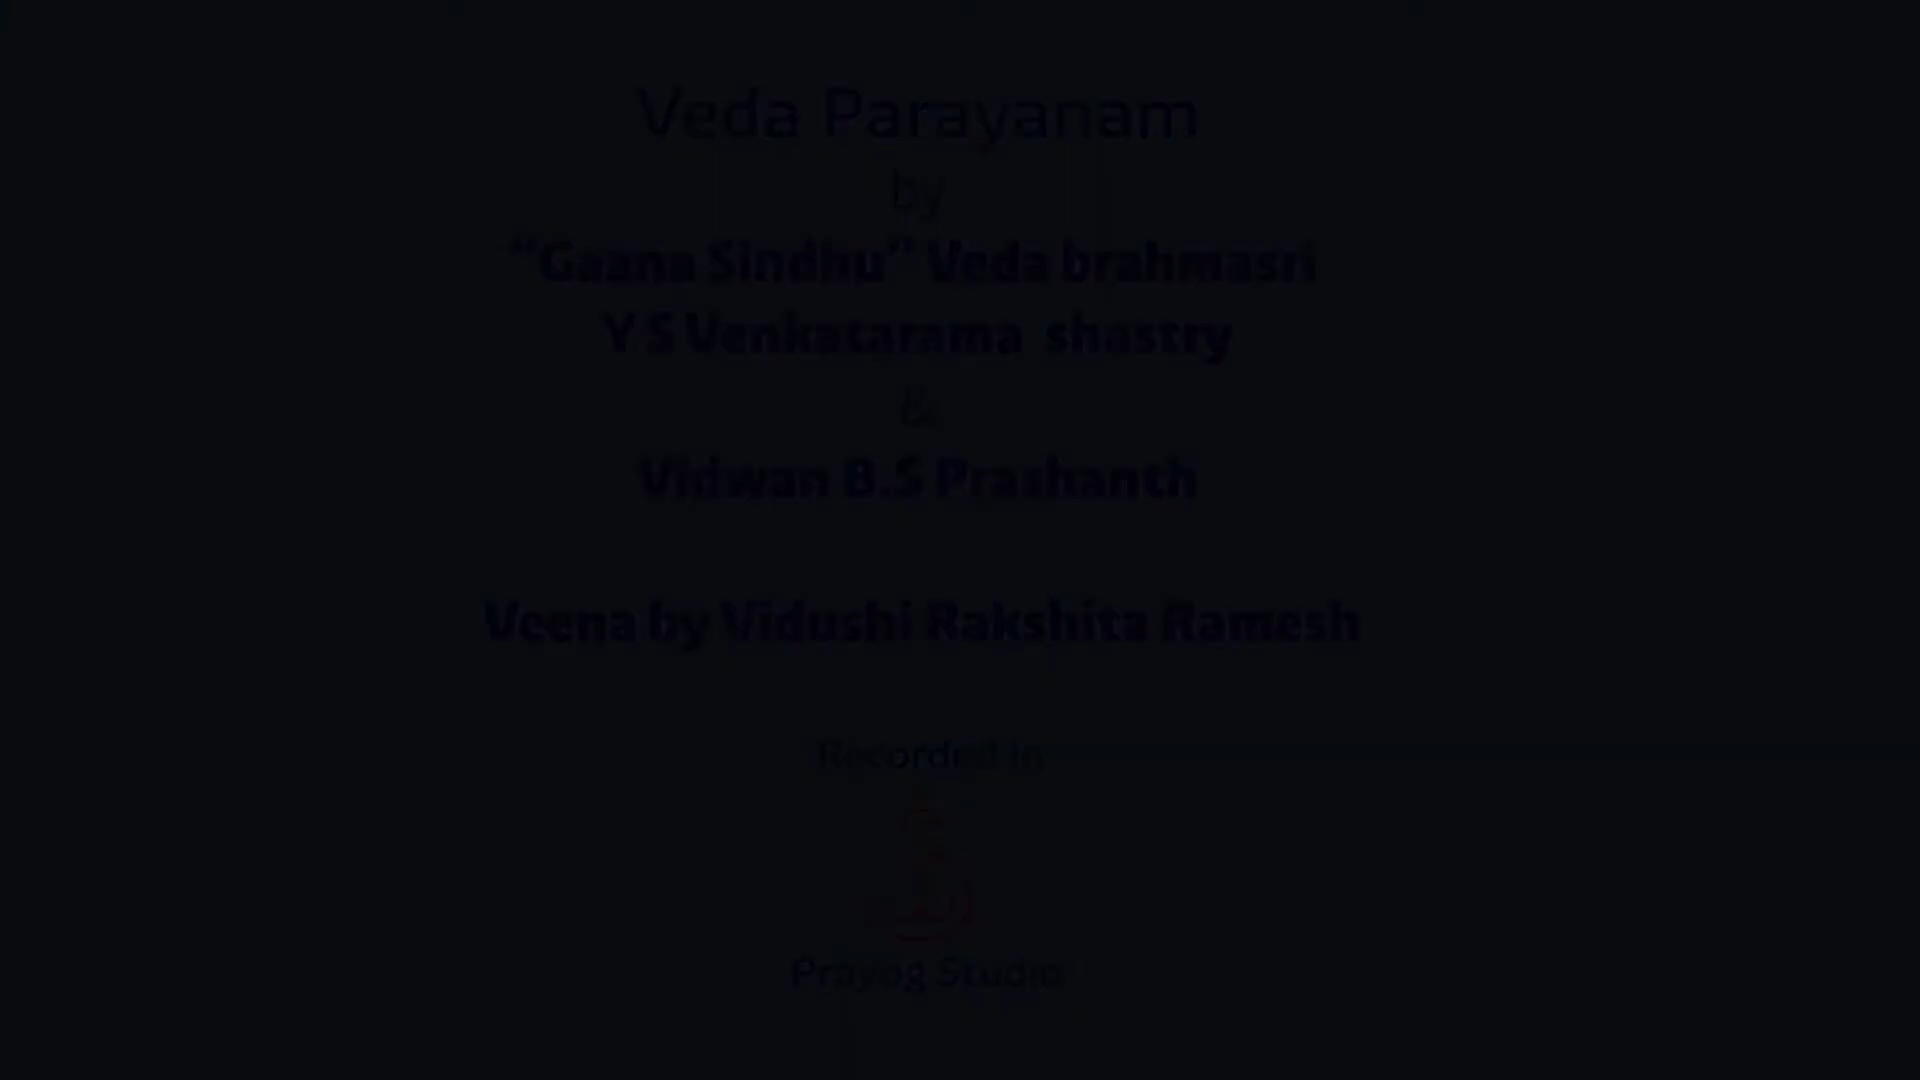 Veda Parayanam
by
“Gaana Sindhu” Veda brahmasri
Y S Venkatarama shastry
&
Vidwan B.S Prashanth
Veena by Vidushi Rakshita Ramesh
Recorded In
Prayog Studio